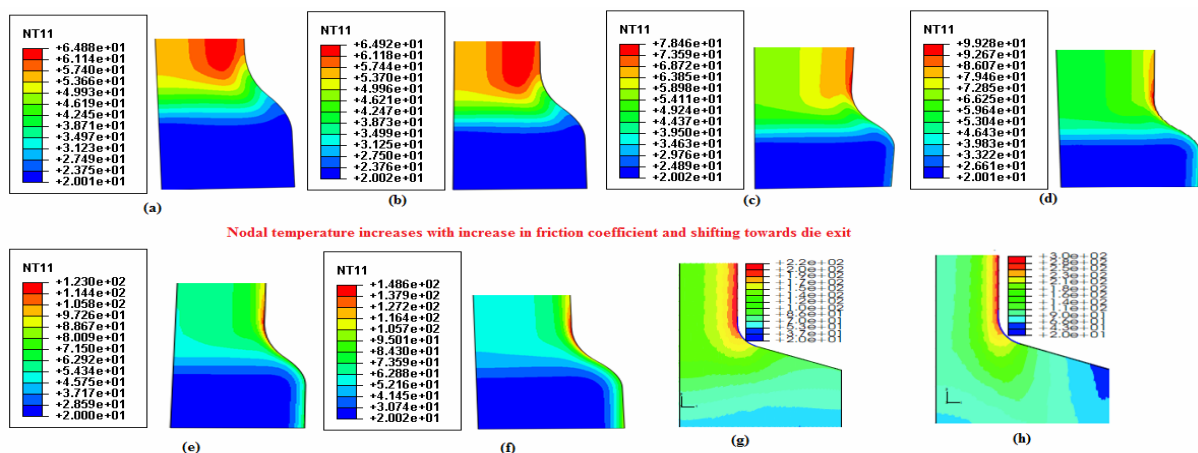 NT11
+6.488e+01
+6.114e+01
+5.740e+01
+5.366e+01
+4.993e+01
+4.619e+01
+4.245e+01
+3.871e+01
+3.497e+01
+3.123e+01
+2.749e+01
+2.375e+01
+2.001e+01
(a)
NT11
+6.492e+01
+6.118e+01
+5.744e+01
+5.370e+01
+4.996e+01
+4.621e+01
+4.247e+01
+3.873e+01
+3.499e+01
+3.125e+01
+2.750e+01
+2.376e+01
+2.002e+01
(b)
NT11
+7.846e+01
+7.359e+01
+6.872e+01
+6.385e+01
+5.898e+01
+5.411e+01
+4.924e+01
+4.437e+01
+3.950e+01
+3.463e+01
+2.976e+01
+2.489e+01
+2.002e+01
(c)
NT11
+9.928e+01
+9.267e+01
+8.607e+01
+7.946e+01
+7.285e+01
+6.625e+01
+5.964e+01
+5.304e+01
+4.643e+01
+3.983e+01
+3.322e+01
+2.661e+01
+2.001e+01
(d)
Nodal temperature increases with increase in friction coefficient and shifting towards die exit
NT11
+1.230e+02
+1.144e+02
+1.058e+02
+9.726e+01
+8.867e+01
+8.009e+01
+7.150e+01
+6.292e+01
+5.434e+01
+4.575e+01
+3.717e+01
+2.859e+01
+2.000e+01
(e)
NT11
+1.486e+02
+1.379e+02
+1.272e+02
+1.164e+02
+1.057e+02
+9.501e+01
+8.430e+01
+7.359e+01
+6.288e+01
+5.216e+01
+4.145e+01
+3.074e+01
+2.002e+01
(f)
+2.2e+02
+2.0e+02
(g)
+3.0e+02
(h)